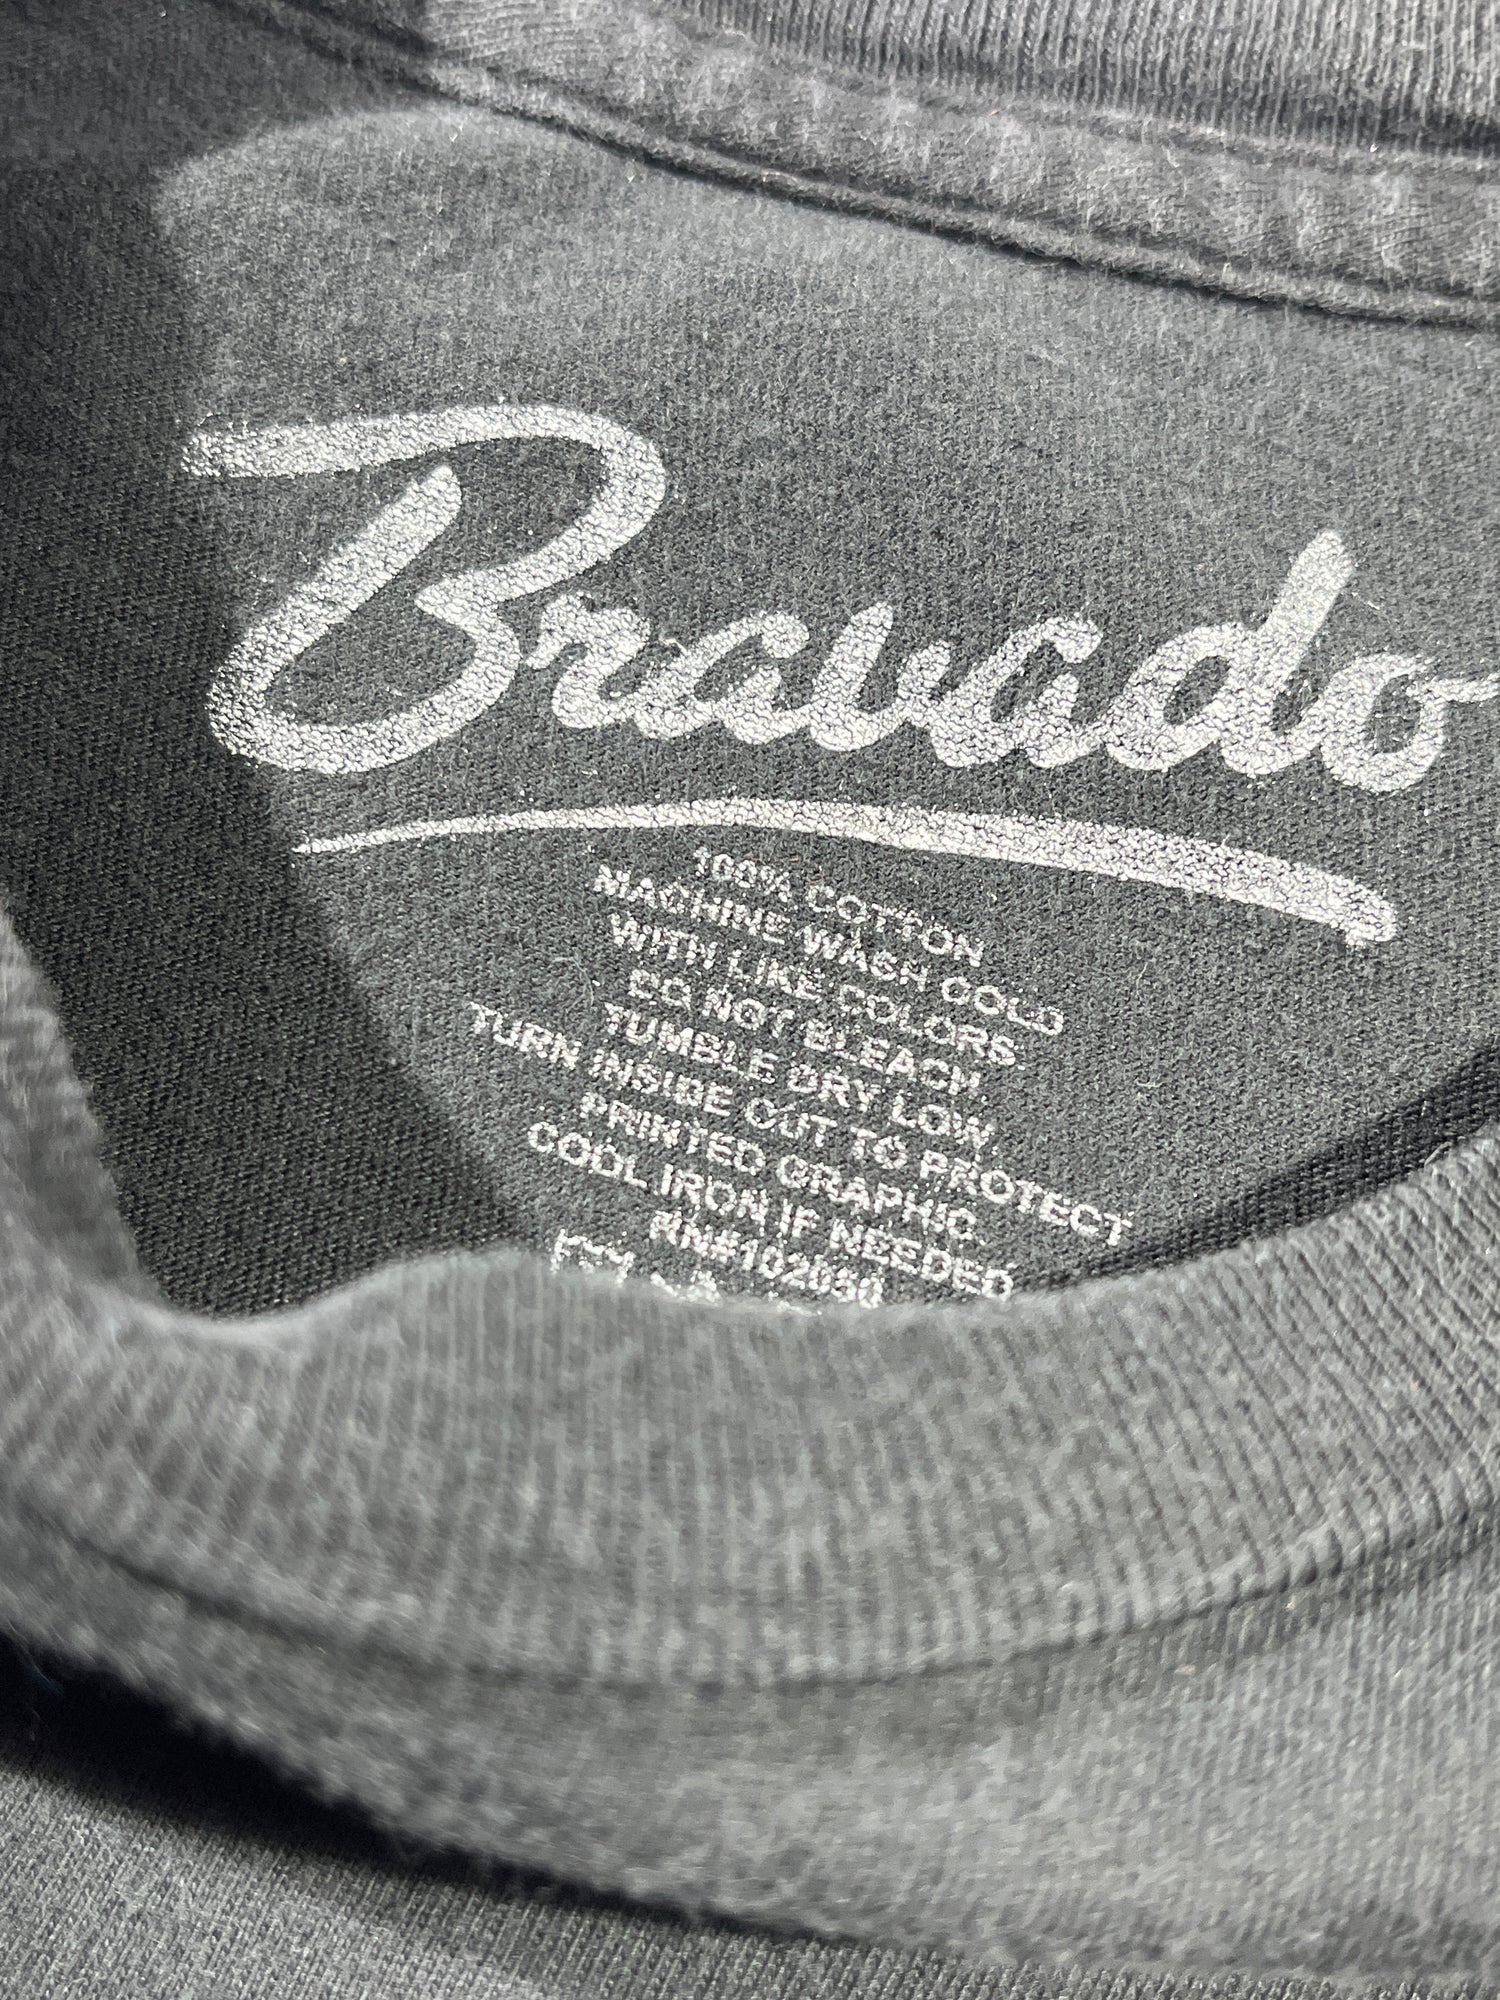 Bravado
100% COTTON
MACHINE WASH COLD
WITH LIKE COLORS
DO NOT BLEACH,
TUMBLE DRY LOW,
TURN INSIDE OUT TO PROTECT
PRINTED GRAPHIC
COOL IRON IF NEEDED